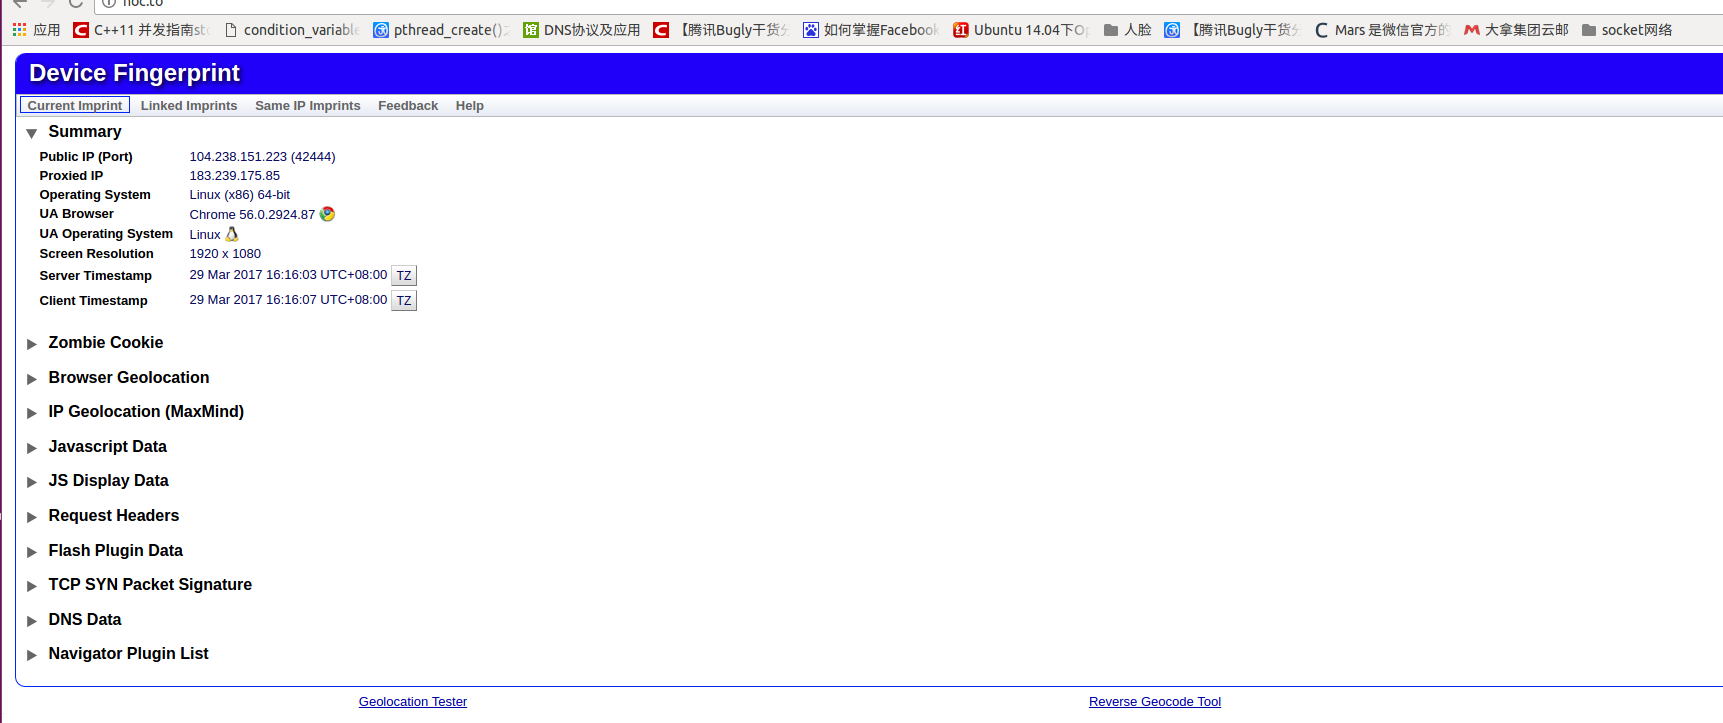 noc.to
应用 C++11 并发指南stc condition_variable pthread_create() DNS协议及应用 【腾讯Bugly干货分 如何掌握Facebook Ubuntu 14.04下Op 人脸 【腾讯Bugly干货分 Mars 是微信官方的 大拿集团云邮 socket网络
Device Fingerprint
Current Imprint Linked Imprints Same IP Imprints Feedback Help
Summary
Public IP (Port) 104.238.151.223 (42444)
Proxied IP 183.239.175.85
Operating System Linux (x86) 64-bit
UA Browser Chrome 56.0.2924.87
UA Operating System Linux
Screen Resolution 1920 x 1080
Server Timestamp 29 Mar 2017 16:16:03 UTC+08:00 TZ
Client Timestamp 29 Mar 2017 16:16:07 UTC+08:00 TZ
Zombie Cookie
Browser Geolocation
IP Geolocation (MaxMind)
Javascript Data
JS Display Data
Request Headers
Flash Plugin Data
TCP SYN Packet Signature
DNS Data
Navigator Plugin List
Geolocation Tester Reverse Geocode Tool